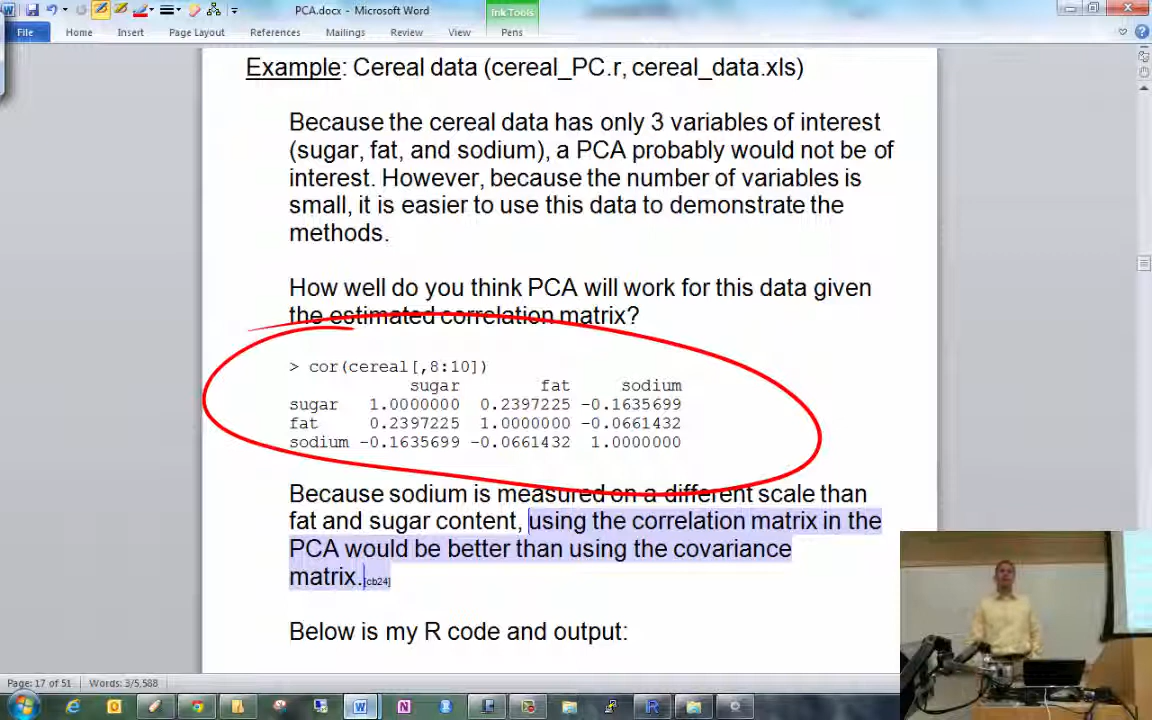 PCA.docx - Microsoft Word
Ink Tools
File Home Insert Page Layout References Mailings Review View Pens
Example: Cereal data (cereal_PC.r, cereal_data.xls)
Because the cereal data has only 3 variables of interest
(sugar, fat, and sodium), a PCA probably would not be of
interest. However, because the number of variables is
small, it is easier to use this data to demonstrate the
methods.
How well do you think PCA will work for this data given
the estimated correlation matrix?
> cor(cereal[,8:10])
sugar fat sodium
sugar 1.0000000 0.2397225 -0.1635699
fat 0.2397225 1.0000000 -0.0661432
sodium -0.1635699 -0.0661432 1.0000000
Because sodium is measured on a different scale than
fat and sugar content, using the correlation matrix in the
PCA would be better than using the covariance
matrix.[cb24]
Below is my R code and output:
Page: 17 of 51 Words: 3/5,588